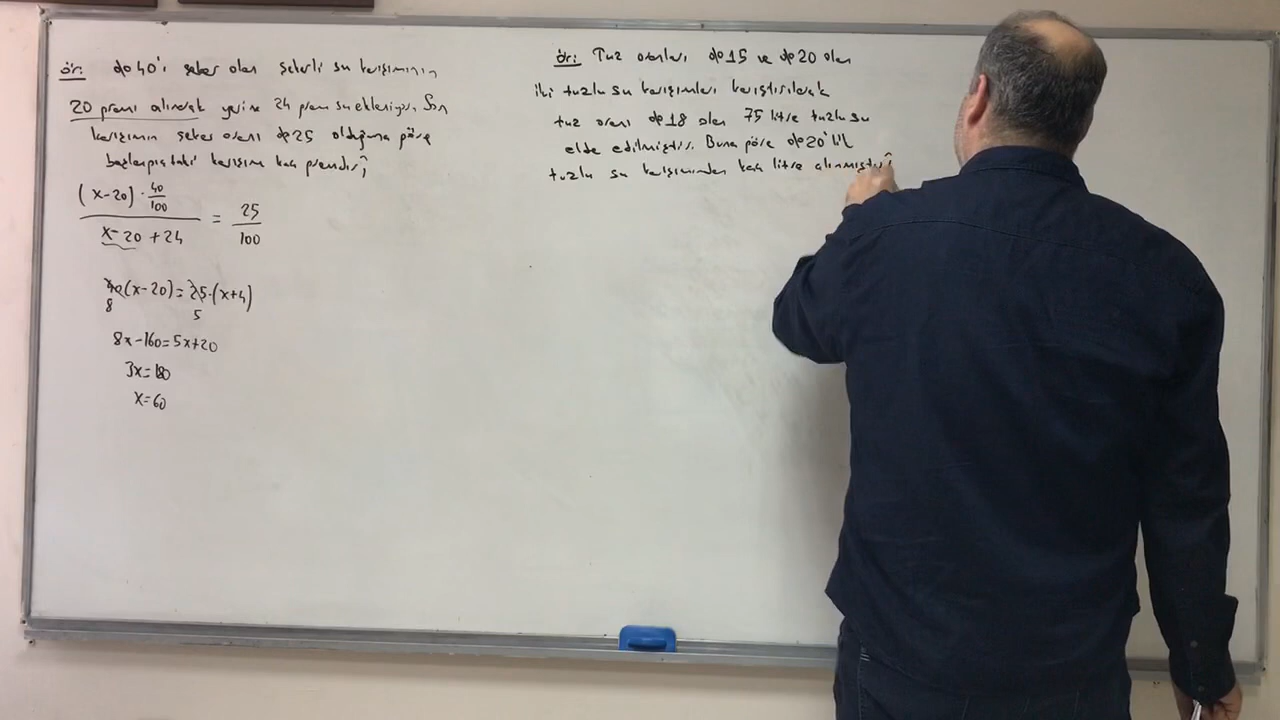 ör: %40'ı şeker olan şekerli su karışımının
20 gramı alınarak yerine 24 gram su ekleniyor. Son
karışımın şeker oranı %25 olduğuna göre
başlangıçtaki karışım kaç gramdır?
(x-20)·40/100 / x-20+24 = 25/100
40(x-20)=25·(x+4)
8 5
8x-160=5x+20
3x=180
x=60
ör: Tuz oranları %15 ve %20 olan
iki tuzlu su karışımları karıştırılarak
tuz oranı %18 olan 75 litre tuzlu su
elde edilmiştir. Buna göre %20'lik
tuzlu su karışımından kaç litre alınmıştır?